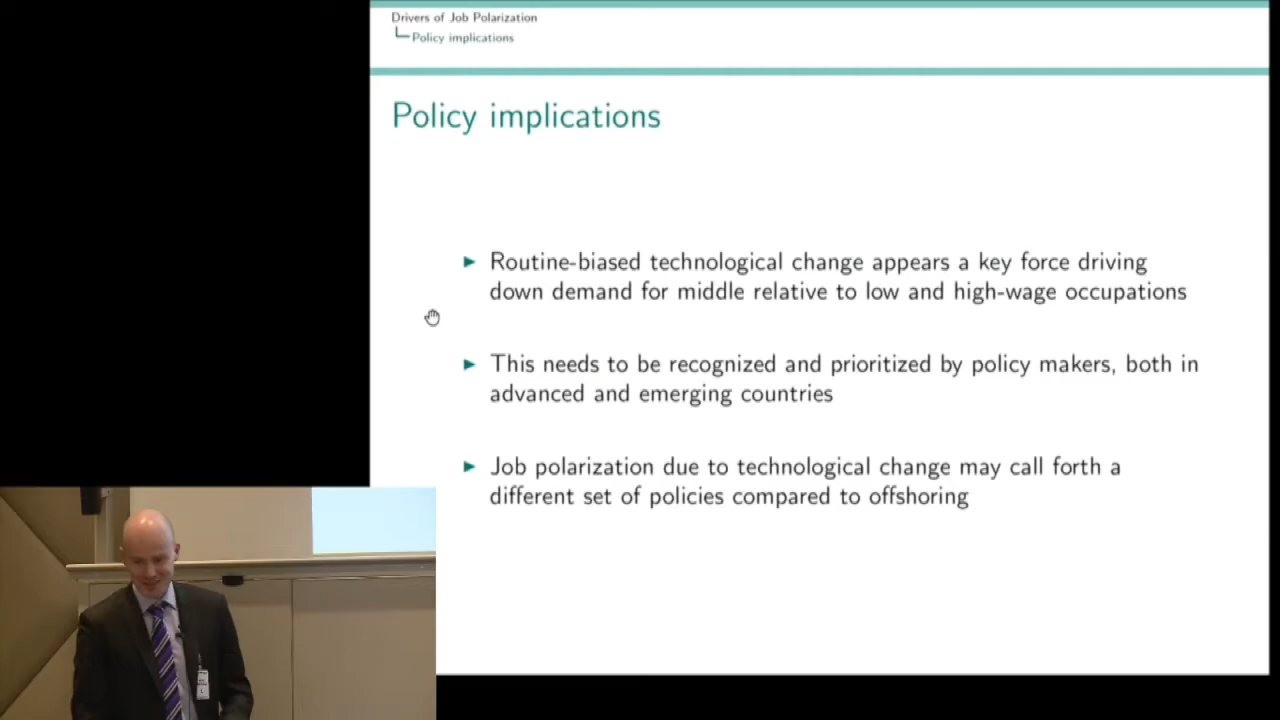 Drivers of Job Polarization
Policy implications
Policy implications
Routine-biased technological change appears a key force driving
down demand for middle relative to low and high-wage occupations
This needs to be recognized and prioritized by policy makers, both in
advanced and emerging countries
Job polarization due to technological change may call forth a
different set of policies compared to offshoring